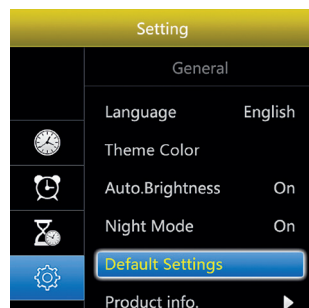 Setting
General
Language English
Theme Color
Auto.Brightness On
Night Mode On
Default Settings
Product info.